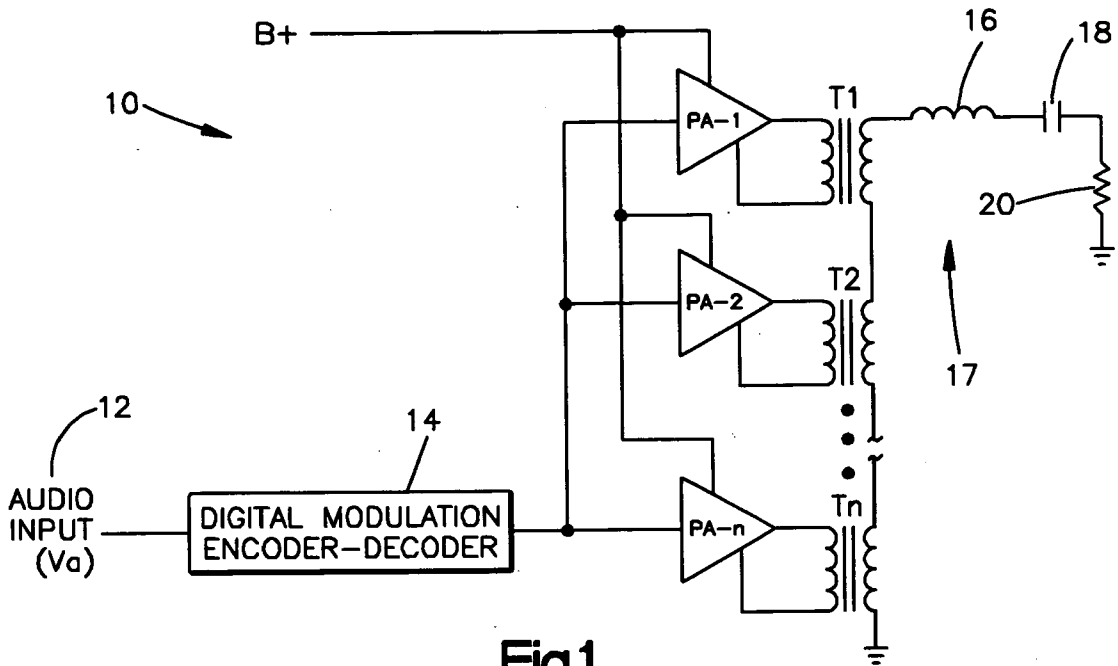 B+
16
18
10
PA-1
T1
20
PA-2
T2
17
12
14
AUDIO
INPUT
(Va)
DIGITAL MODULATION
ENCODER-DECODER
PA-n
Tn
Fig.1